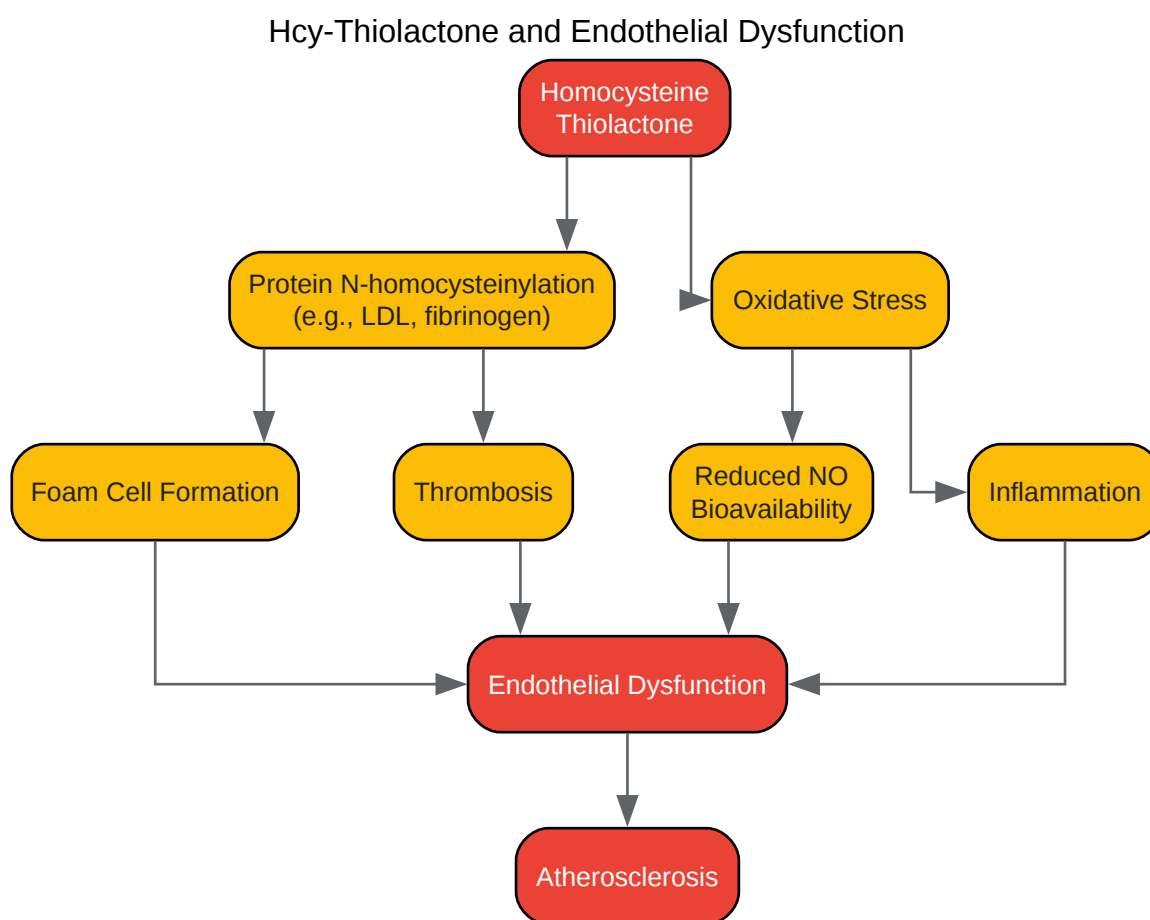 Hcy-Thiolactone and Endothelial Dysfunction
Homocysteine
Thiolactone
Protein N-homocysteinylation
(e.g., LDL, fibrinogen)
Oxidative Stress
Foam Cell Formation
Thrombosis
Reduced NO
Bioavailability
Inflammation
Endothelial Dysfunction
Atherosclerosis